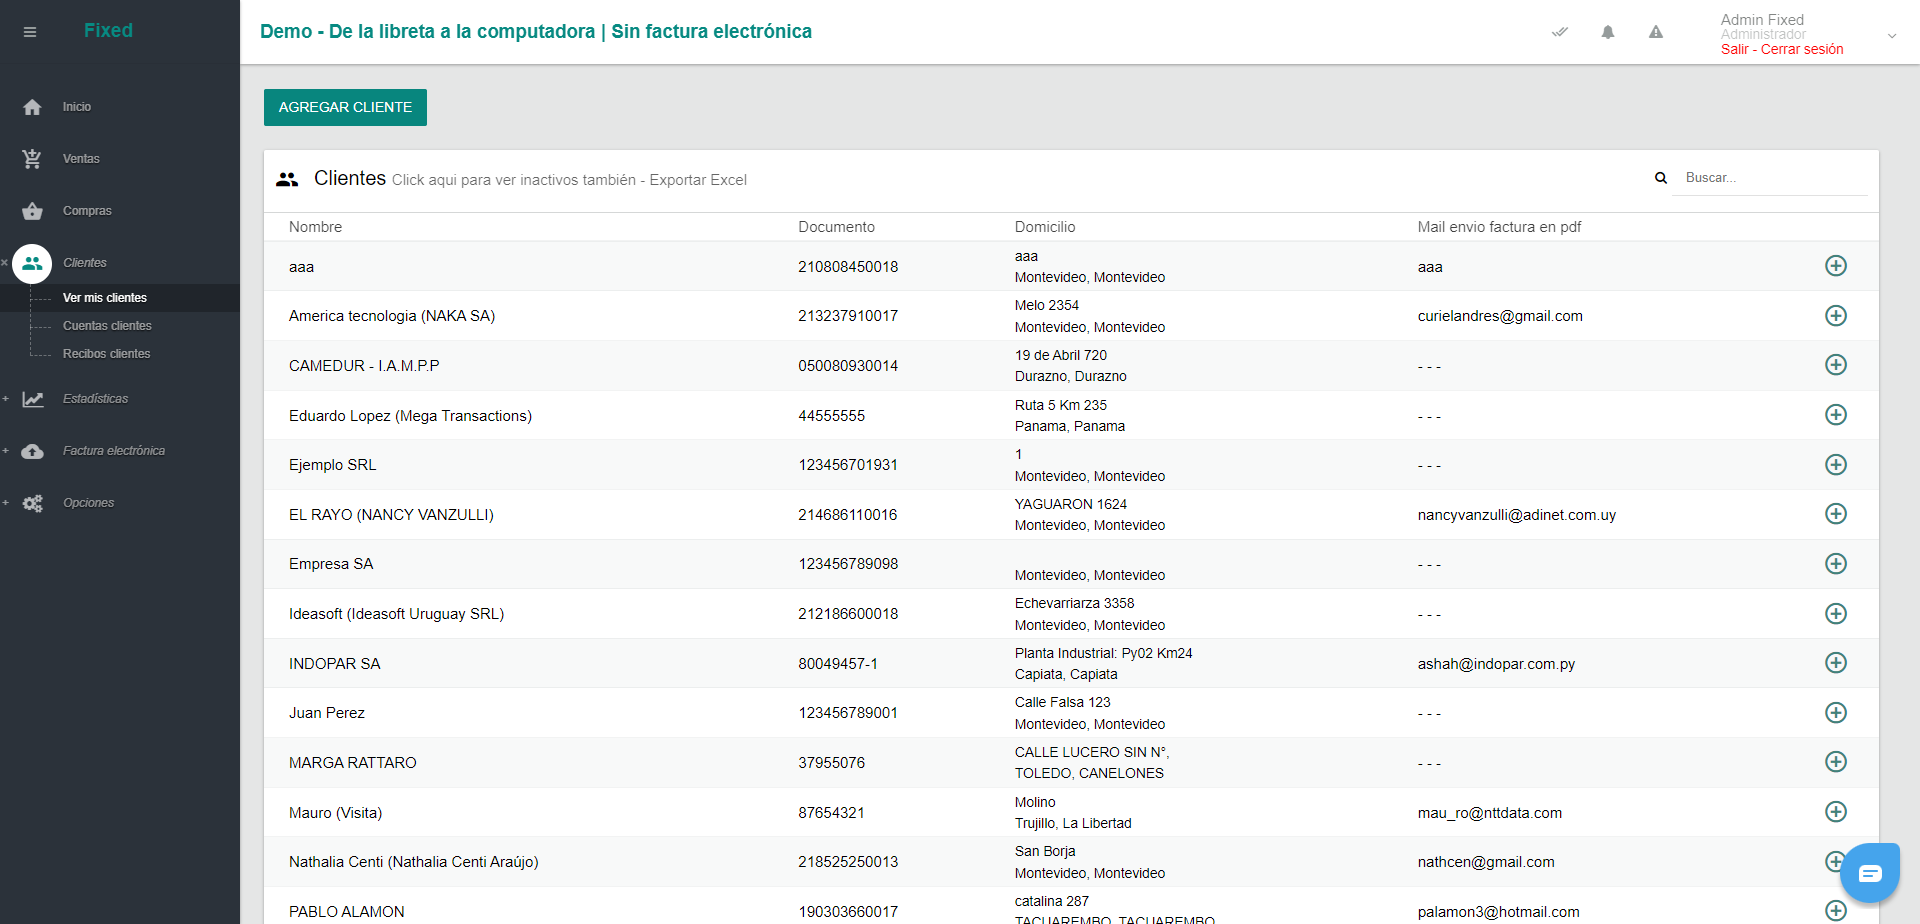 Fixed
Demo - De la libreta a la computadora | Sin factura electrónica
Admin Fixed
Administrador
Salir - Cerrar sesión
Inicio
Ventas
Compras
Clientes
Ver mis clientes
Cuentas clientes
Recibos clientes
Estadísticas
Factura electrónica
Opciones
AGREGAR CLIENTE
Clientes Click aqui para ver inactivos también - Exportar Excel
Buscar...
Nombre Documento Domicilio Mail envio factura en pdf
aaa 210808450018 aaa
Montevideo, Montevideo aaa
America tecnologia (NAKA SA) 213237910017 Melo 2354
Montevideo, Montevideo curielandres@gmail.com
CAMEDUR - I.A.M.P.P 050080930014 19 de Abril 720
Durazno, Durazno - - -
Eduardo Lopez (Mega Transactions) 44555555 Ruta 5 Km 235
Panama, Panama - - -
Ejemplo SRL 123456701931 1
Montevideo, Montevideo - - -
EL RAYO (NANCY VANZULLI) 214686110016 YAGUARON 1624
Montevideo, Montevideo nancyvanzulli@adinet.com.uy
Empresa SA 123456789098
Montevideo, Montevideo - - -
Ideasoft (Ideasoft Uruguay SRL) 212186600018 Echevarriarza 3358
Montevideo, Montevideo - - -
INDOPAR SA 80049457-1 Planta Industrial: Py02 Km24
Capiata, Capiata ashah@indopar.com.py
Juan Perez 123456789001 Calle Falsa 123
Montevideo, Montevideo - - -
MARGA RATTARO 37955076 CALLE LUCERO SIN N°,
TOLEDO, CANELONES - - -
Mauro (Visita) 87654321 Molino
Trujillo, La Libertad mau_ro@nttdata.com
Nathalia Centi (Nathalia Centi Araújo) 218525250013 San Borja
Montevideo, Montevideo nathcen@gmail.com
PABLO ALAMON 190303660017 catalina 287
TACUAREMBO, TACUAREMBO palamon3@hotmail.com